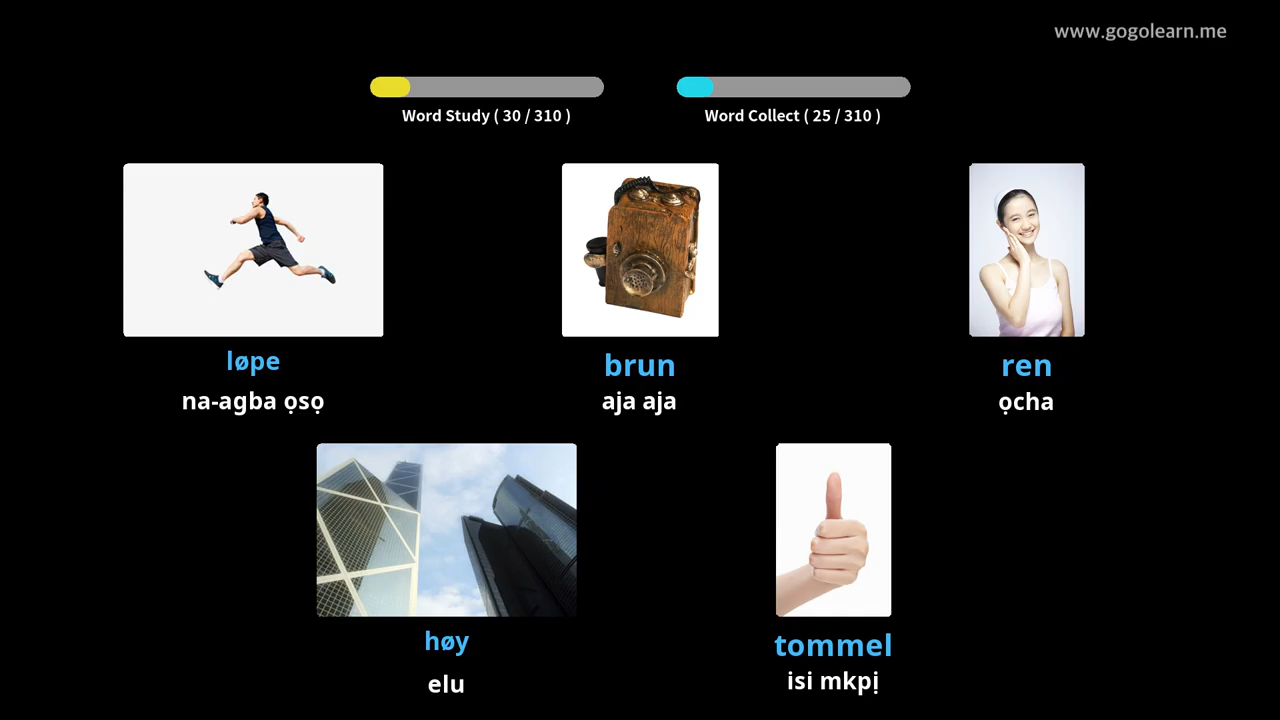 www.gogolearn.me
Word Study ( 30 / 310 )
Word Collect ( 25 / 310 )
løpe
na-agba ọsọ
brun
aja aja
ren
ọcha
høy
elu
tommel
isi mkpị